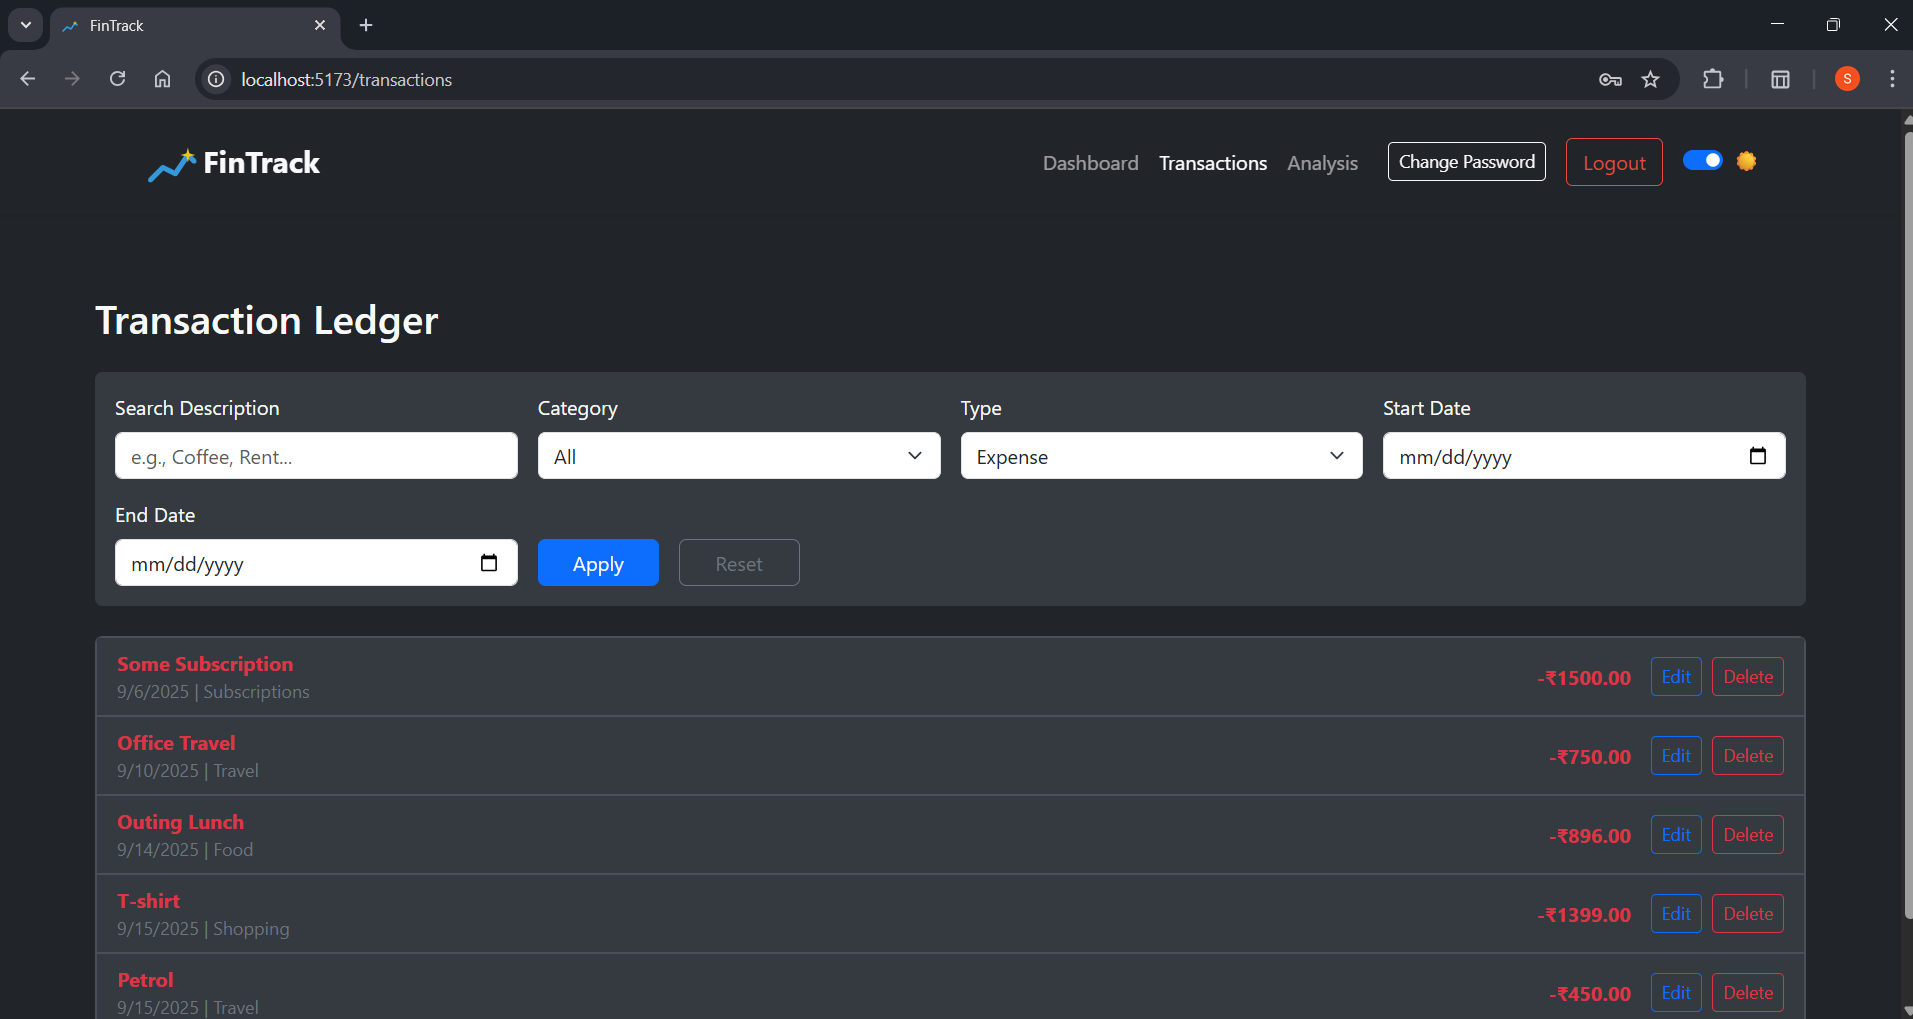 FinTrack
localhost:5173/transactions
S
FinTrack
Dashboard Transactions Analysis Change Password Logout
Transaction Ledger
Search Description Category Type Start Date
e.g., Coffee, Rent... All Expense mm/dd/yyyy
End Date
mm/dd/yyyy Apply Reset
Some Subscription
9/6/2025 | Subscriptions
-₹1500.00 Edit Delete
Office Travel
9/10/2025 | Travel
-₹750.00 Edit Delete
Outing Lunch
9/14/2025 | Food
-₹896.00 Edit Delete
T-shirt
9/15/2025 | Shopping
-₹1399.00 Edit Delete
Petrol
9/15/2025 | Travel
-₹450.00 Edit Delete